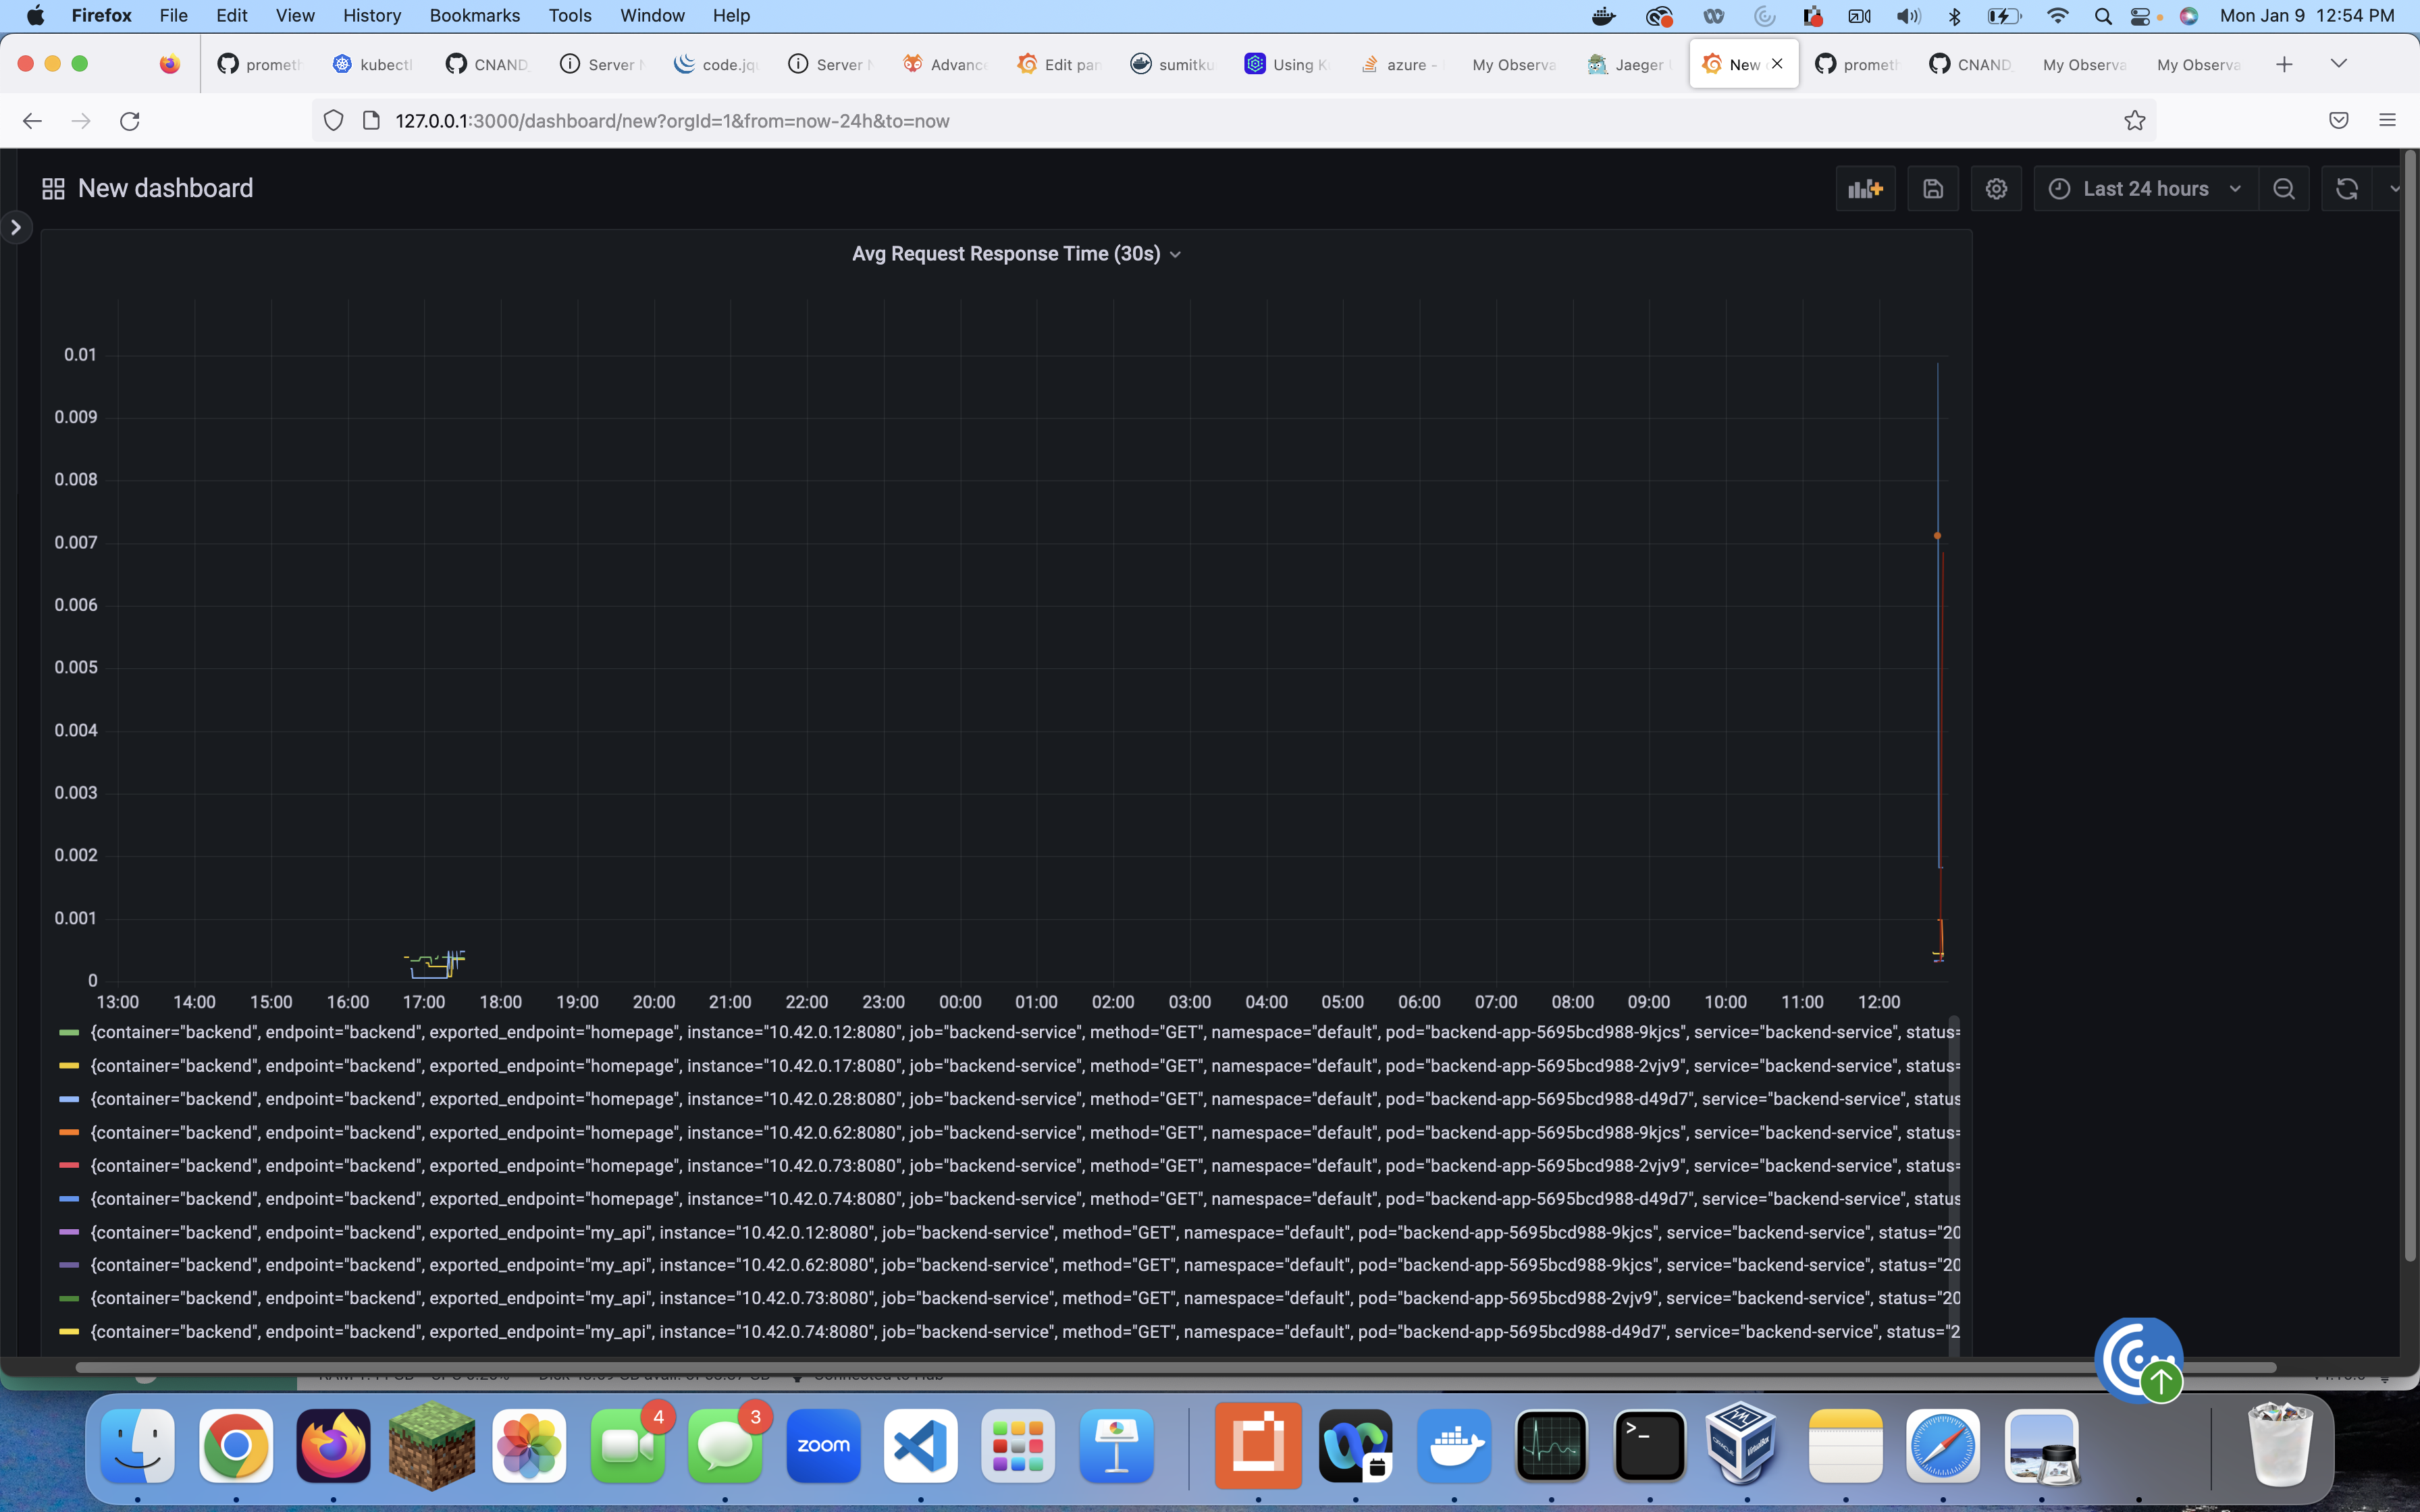 Firefox File Edit View History Bookmarks Tools Window Help Mon Jan 9 12:54 PM
prometh kubectl CNAND_ Server N code.jqu Server N Advance Edit pan sumitku Using Ku azure - My Observa Jaeger New prometh CNAND_ My Observa My Observa
127.0.0.1:3000/dashboard/new?orgId=1&from=now-24h&to=now
New dashboard Last 24 hours
Avg Request Response Time (30s)
0.01
0.009
0.008
0.007
0.006
0.005
0.004
0.003
0.002
0.001
0
13:00 14:00 15:00 16:00 17:00 18:00 19:00 20:00 21:00 22:00 23:00 00:00 01:00 02:00 03:00 04:00 05:00 06:00 07:00 08:00 09:00 10:00 11:00 12:00
{container="backend", endpoint="backend", exported_endpoint="homepage", instance="10.42.0.12:8080", job="backend-service", method="GET", namespace="default", pod="backend-app-5695bcd988-9kjcs", service="backend-service", status=
{container="backend", endpoint="backend", exported_endpoint="homepage", instance="10.42.0.17:8080", job="backend-service", method="GET", namespace="default", pod="backend-app-5695bcd988-2vjv9", service="backend-service", status=
{container="backend", endpoint="backend", exported_endpoint="homepage", instance="10.42.0.28:8080", job="backend-service", method="GET", namespace="default", pod="backend-app-5695bcd988-d49d7", service="backend-service", status
{container="backend", endpoint="backend", exported_endpoint="homepage", instance="10.42.0.62:8080", job="backend-service", method="GET", namespace="default", pod="backend-app-5695bcd988-9kjcs", service="backend-service", status=
{container="backend", endpoint="backend", exported_endpoint="homepage", instance="10.42.0.73:8080", job="backend-service", method="GET", namespace="default", pod="backend-app-5695bcd988-2vjv9", service="backend-service", status=
{container="backend", endpoint="backend", exported_endpoint="homepage", instance="10.42.0.74:8080", job="backend-service", method="GET", namespace="default", pod="backend-app-5695bcd988-d49d7", service="backend-service", status
{container="backend", endpoint="backend", exported_endpoint="my_api", instance="10.42.0.12:8080", job="backend-service", method="GET", namespace="default", pod="backend-app-5695bcd988-9kjcs", service="backend-service", status="20
{container="backend", endpoint="backend", exported_endpoint="my_api", instance="10.42.0.62:8080", job="backend-service", method="GET", namespace="default", pod="backend-app-5695bcd988-9kjcs", service="backend-service", status="20
{container="backend", endpoint="backend", exported_endpoint="my_api", instance="10.42.0.73:8080", job="backend-service", method="GET", namespace="default", pod="backend-app-5695bcd988-2vjv9", service="backend-service", status="20
{container="backend", endpoint="backend", exported_endpoint="my_api", instance="10.42.0.74:8080", job="backend-service", method="GET", namespace="default", pod="backend-app-5695bcd988-d49d7", service="backend-service", status="2
4 3
zoom